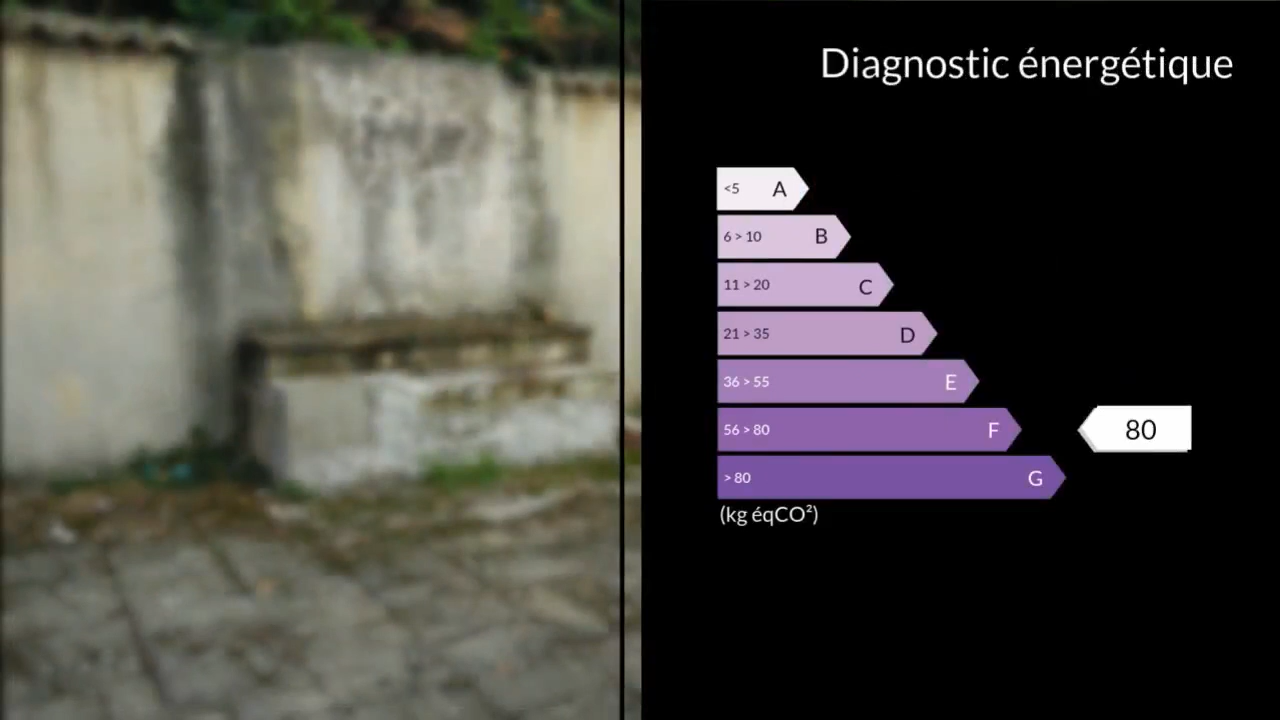 Diagnostic énergétique
<5 A
6 > 10 B
11 > 20 C
21 > 35 D
36 > 55 E
56 > 80 F
80
> 80 G
(kg éqCO²)